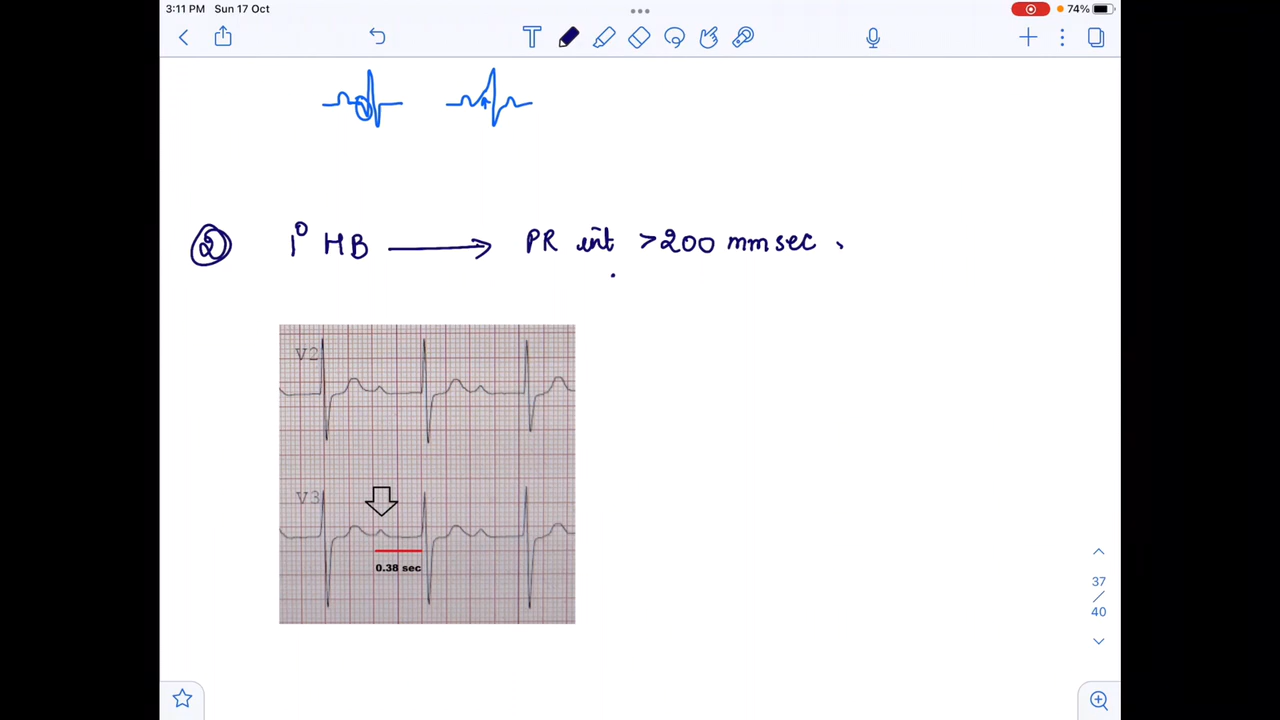 3:11 PM Sun 17 Oct
74%
T
② 1° HB → PR int >200 mmsec
V2
V3
0.38 sec
37
/
40